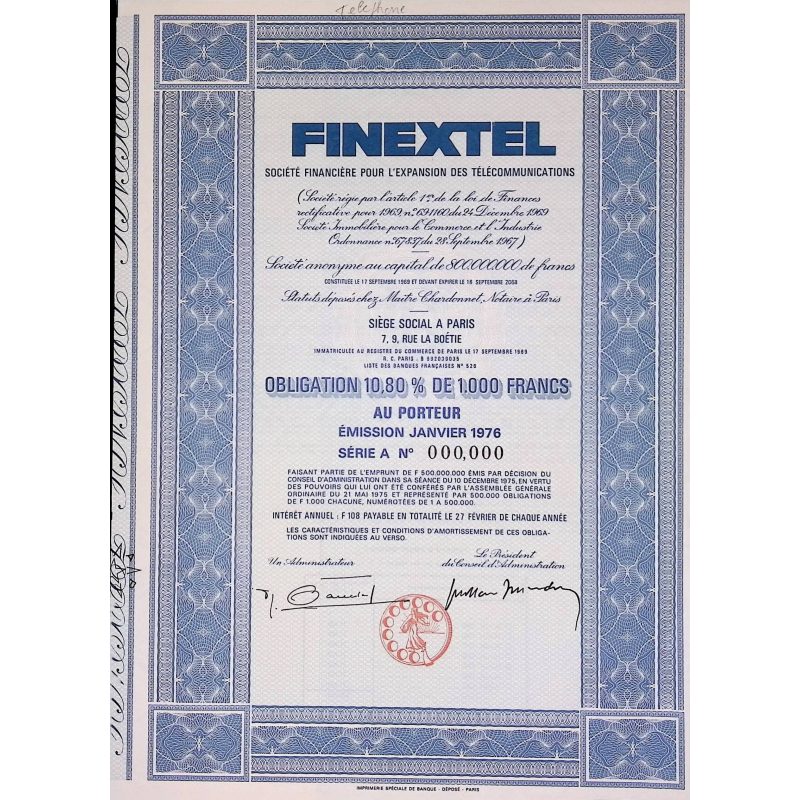 Telephone
FINEXTEL
SOCIÉTÉ FINANCIÈRE POUR L'EXPANSION DES TÉLÉCOMMUNICATIONS
(Société régie par l'article 1er de la loi de Finances
rectificative pour 1969, n° 69.1160 du 24 Décembre 1969
Société Immobilière pour le Commerce et l'Industrie
Ordonnance n° 67.837 du 28 Septembre 1967)
Société anonyme au capital de 800.000.000 de francs
CONSTITUÉE LE 17 SEPTEMBRE 1969 ET DEVANT EXPIRER LE 16 SEPTEMBRE 2068
Statuts déposés chez Maître Chardonnet, Notaire à Paris
SIÈGE SOCIAL A PARIS
7, 9, RUE LA BOÉTIE
IMMATRICULÉE AU REGISTRE DU COMMERCE DE PARIS LE 17 SEPTEMBRE 1969
R. C. PARIS : B 692039035
LISTE DES BANQUES FRANÇAISES N° 526
OBLIGATION 10,80 % DE 1.000 FRANCS
AU PORTEUR
ÉMISSION JANVIER 1976
SÉRIE A N° 000,000
FAISANT PARTIE DE L'EMPRUNT DE F 500.000.000 ÉMIS PAR DÉCISION DU
CONSEIL D'ADMINISTRATION DANS SA SÉANCE DU 10 DÉCEMBRE 1975, EN VERTU
DES POUVOIRS QUI LUI ONT ÉTÉ CONFÉRÉS PAR L'ASSEMBLÉE GÉNÉRALE
ORDINAIRE DU 21 MAI 1975 ET REPRÉSENTÉ PAR 500.000 OBLIGATIONS
DE F 1.000 CHACUNE, NUMÉROTÉES DE 1 A 500.000.
INTÉRÊT ANNUEL : F 108 PAYABLE EN TOTALITÉ LE 27 FÉVRIER DE CHAQUE ANNÉE
LES CARACTÉRISTIQUES ET CONDITIONS D'AMORTISSEMENT DE CES OBLIGA-
TIONS SONT INDIQUÉES AU VERSO.
Un Administrateur
Le Président
du Conseil d'Administration
IMPRIMERIE SPÉCIALE DE BANQUE - DÉPOSÉ - PARIS